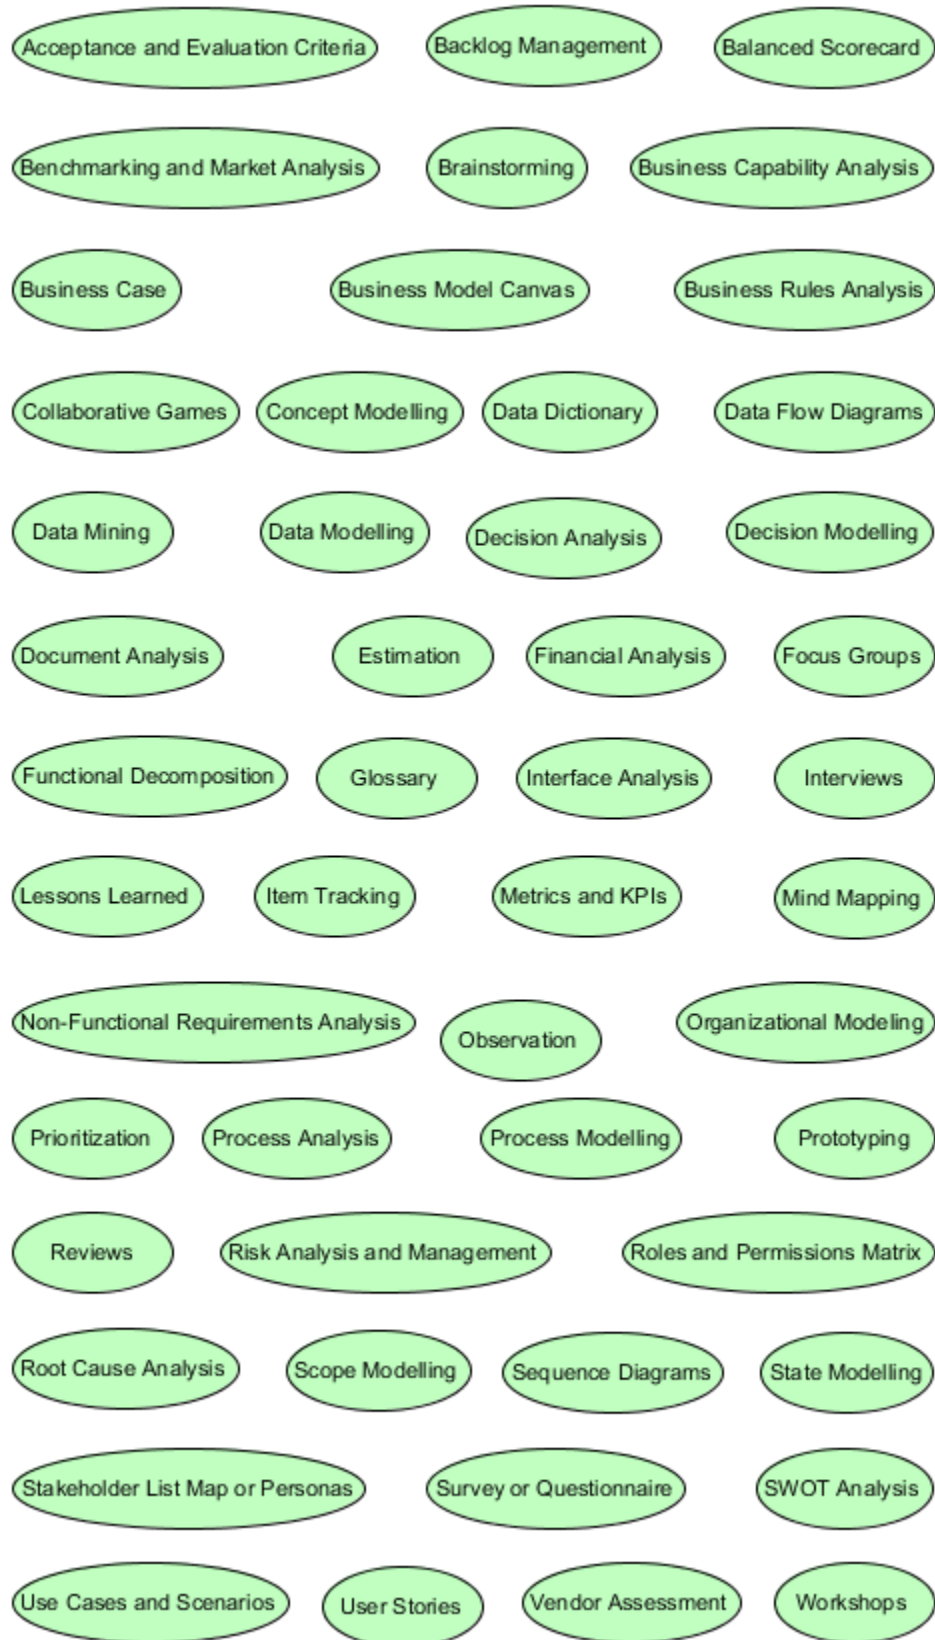 Acceptance and Evaluation Criteria
Backlog Management
Balanced Scorecard
Benchmarking and Market Analysis
Brainstorming
Business Capability Analysis
Business Case
Business Model Canvas
Business Rules Analysis
Collaborative Games
Concept Modelling
Data Dictionary
Data Flow Diagrams
Data Mining
Data Modelling
Decision Analysis
Decision Modelling
Document Analysis
Estimation
Financial Analysis
Focus Groups
Functional Decomposition
Glossary
Interface Analysis
Interviews
Lessons Learned
Item Tracking
Metrics and KPIs
Mind Mapping
Non-Functional Requirements Analysis
Observation
Organizational Modeling
Prioritization
Process Analysis
Process Modelling
Prototyping
Reviews
Risk Analysis and Management
Roles and Permissions Matrix
Root Cause Analysis
Scope Modelling
Sequence Diagrams
State Modelling
Stakeholder List Map or Personas
Survey or Questionnaire
SWOT Analysis
Use Cases and Scenarios
User Stories
Vendor Assessment
Workshops